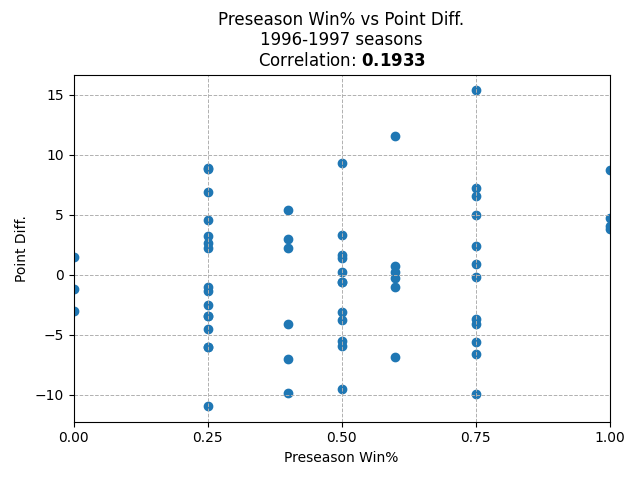 Preseason Win% vs Point Diff.
1996-1997 seasons
Correlation: 0.1933
15
10
5
0
−5
−10
Point Diff.
0.00 0.25 0.50 0.75 1.00
Preseason Win%